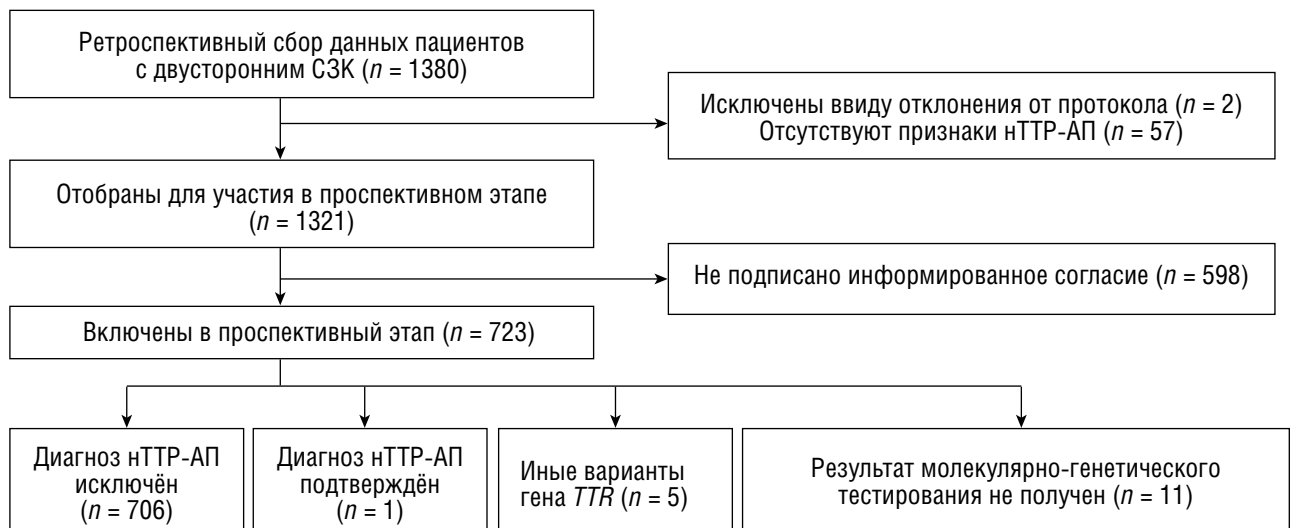 Ретроспективный сбор данных пациентов
с двусторонним СЗК (n = 1380)
Исключены ввиду отклонения от протокола (n = 2)
Отсутствуют признаки нТТР-АП (n = 57)
Отобраны для участия в проспективном этапе
(n = 1321)
Не подписано информированное согласие (n = 598)
Включены в проспективный этап (n = 723)
Диагноз нТТР-АП
исключён
(n = 706)
Диагноз нТТР-АП
подтверждён
(n = 1)
Иные варианты
гена TTR (n = 5)
Результат молекулярно-генетического
тестирования не получен (n = 11)